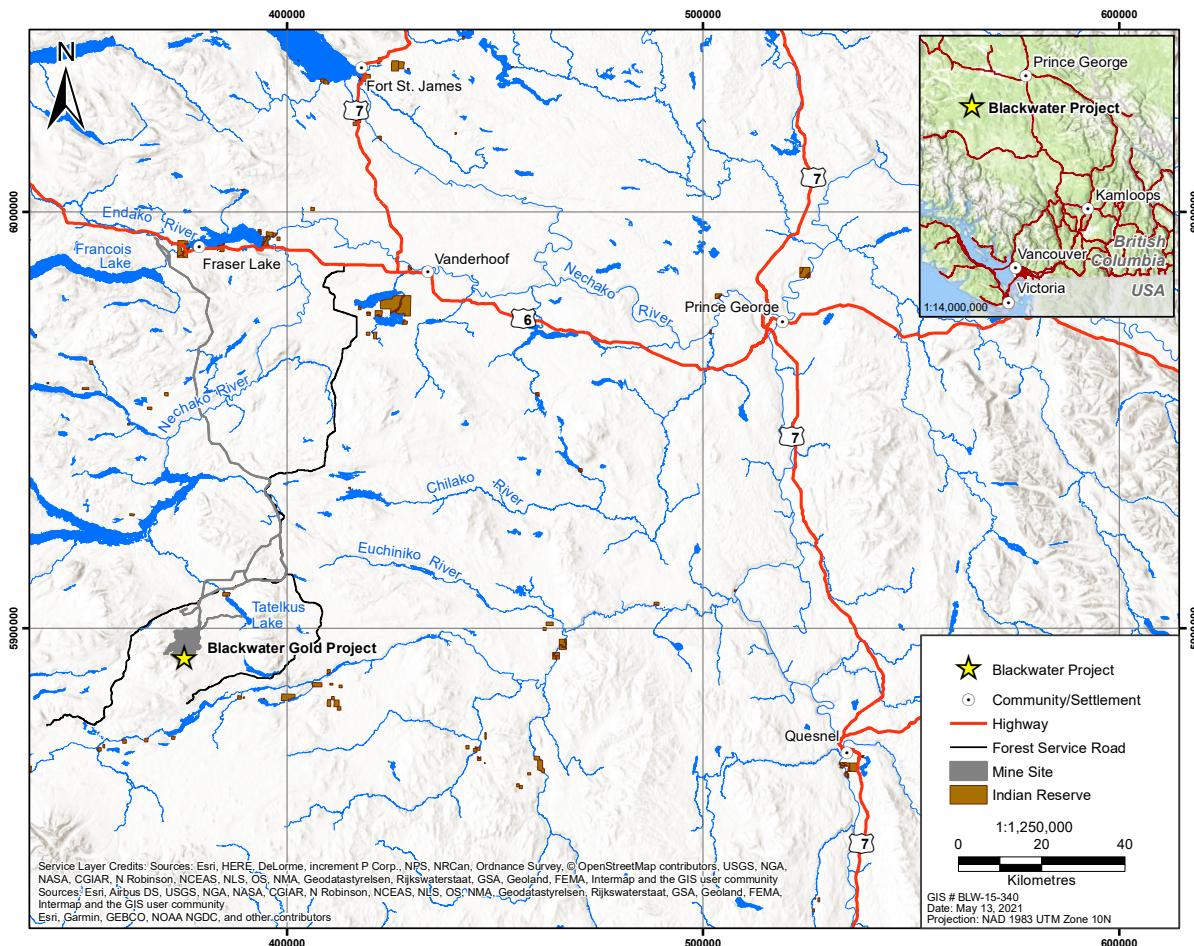 400000
500000
600000
N
Fort St. James
7
7
Prince George
Blackwater Project
Kamloops
British
Columbia
Vancouver
Victoria
USA
1:14,000,000
6000000
6000000
Endako River
Francois
Lake
Fraser Lake
Vanderhoof
Nechako River
Prince George
6
Nechako River
7
Chilako River
Euchiniko River
Tatelkus
Lake
5900000
5900000
Blackwater Gold Project
Quesnel
7
Blackwater Project
Community/Settlement
Highway
Forest Service Road
Mine Site
Indian Reserve
1:1,250,000
0 20 40
Kilometres
GIS # BLW-15-340
Date: May 13, 2021
Projection: NAD 1983 UTM Zone 10N
Service Layer Credits: Sources: Esri, HERE, DeLorme, increment P Corp., NPS, NRCan, Ordnance Survey, © OpenStreetMap contributors, USGS, NGA,
NASA, CGIAR, N Robinson, NCEAS, NLS, OS, NMA, Geodatastyrelsen, Rijkswaterstaat, GSA, Geoland, FEMA, Intermap and the GIS user community
Sources: Esri, Airbus DS, USGS, NGA, NASA, CGIAR, N Robinson, NCEAS, NLS, OS, NMA, Geodatastyrelsen, Rijkswaterstaat, GSA, Geoland, FEMA,
Intermap and the GIS user community
Esri, Garmin, GEBCO, NOAA NGDC, and other contributors
400000
500000
600000